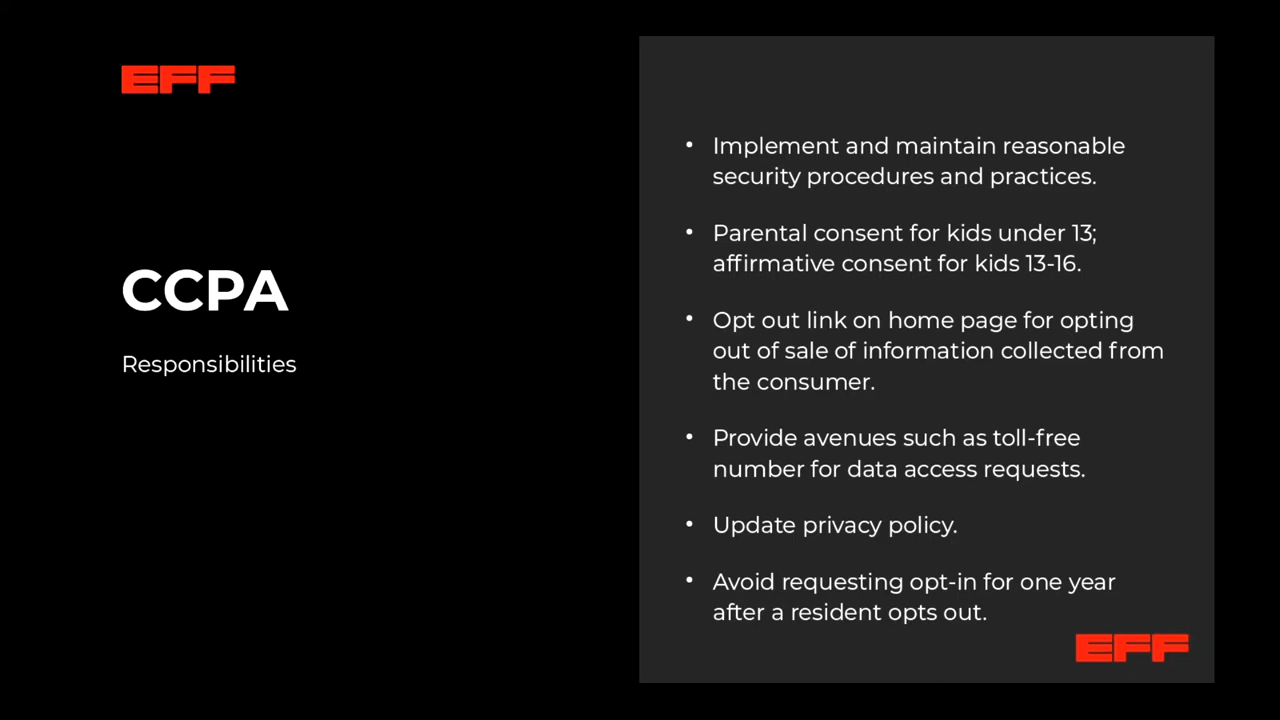 EFF
CCPA
Responsibilities
• Implement and maintain reasonable
security procedures and practices.
• Parental consent for kids under 13;
affirmative consent for kids 13-16.
• Opt out link on home page for opting
out of sale of information collected from
the consumer.
• Provide avenues such as toll-free
number for data access requests.
• Update privacy policy.
• Avoid requesting opt-in for one year
after a resident opts out.
EFF